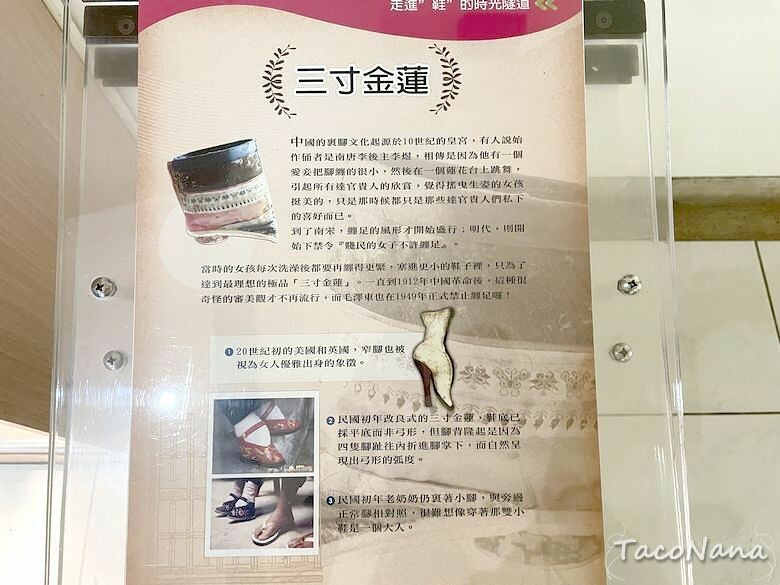 走進”鞋”的時光隧道
三寸金蓮
中國的裹腳文化起源於10世紀的皇宮，有人說始
作俑者是南唐李後主李煜，相傳是因為他有一個
愛妾把腳纏的很小，然後在一個蓮花台上跳舞，
引起所有達官貴人的欣賞，覺得搖曳生姿的女孩
挺美的，只是那時候都只是那些達官貴人們私下
的喜好而已。
到了南宋，纏足的風形才開始盛行；明代，則開
始下禁令『賤民的女子不許纏足』。
當時的女孩每次洗澡後都要再纏得更緊，塞進更小的鞋子裡，只為了
達到最理想的極品「三寸金蓮」。一直到1912年中國革命後，這種很
奇怪的審美觀才不再流行，而毛澤東也在1949年正式禁止纏足囉！
1 20世紀初的美國和英國，窄腳也被
視為女人優雅出身的象徵。
2 民國初年改良式的三寸金蓮，鞋底已
採平底而非弓形，但腳背隆起是因為
四隻腳趾往內折進腳掌下，而自然呈
現出弓形的弧度。
3 民國初年老奶奶仍裹著小腳，與旁邊
正常腳相對照，很難想像穿著那雙小
鞋是一個大人。
TacoNana